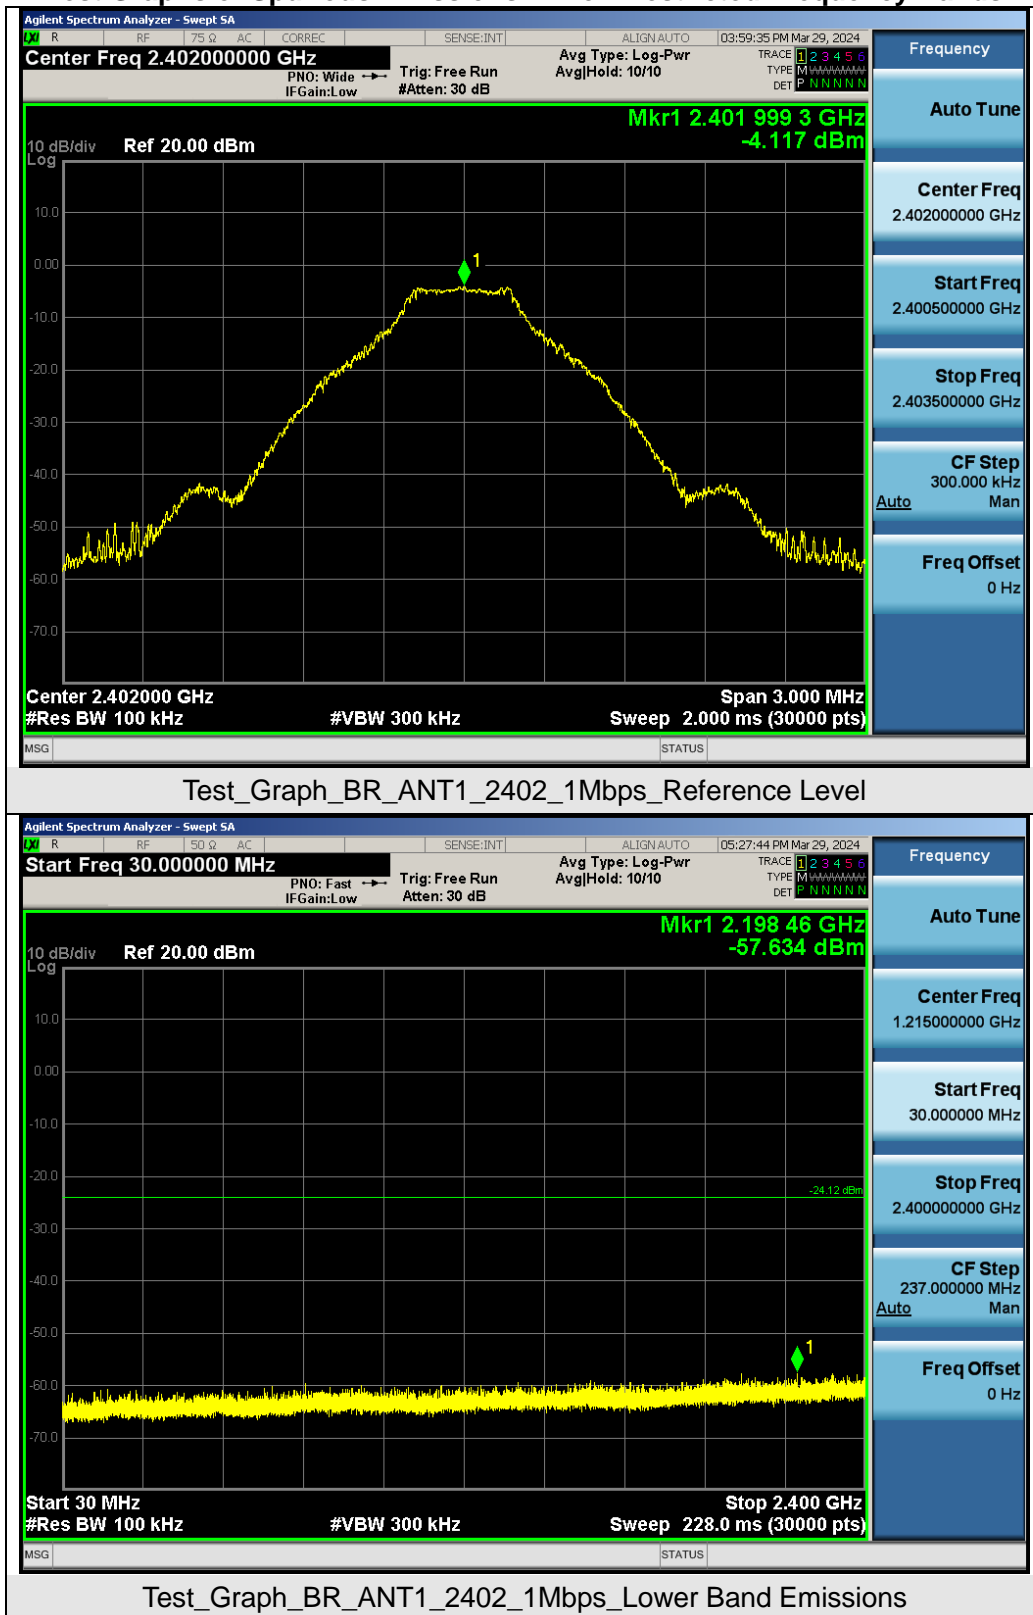 Agilent Spectrum Analyzer - Swept SA
LXI R RF 75 Ω AC CORREC SENSE:INT ALIGN AUTO 03:59:35 PM Mar 29, 2024
Center Freq 2.402000000 GHz
PNO: Wide
IFGain:Low
Trig: Free Run
#Atten: 30 dB
Avg Type: Log-Pwr
Avg|Hold: 10/10
TRACE 1 2 3 4 5 6
TYPE M
DET P N N N N N
Mkr1 2.401 999 3 GHz
-4.117 dBm
10 dB/div Ref 20.00 dBm
Log
10.0
0.00
-10.0
-20.0
-30.0
-40.0
-50.0
-60.0
-70.0
1
Center 2.402000 GHz Span 3.000 MHz
#Res BW 100 kHz #VBW 300 kHz Sweep 2.000 ms (30000 pts)
MSG STATUS
Frequency
Auto Tune
Center Freq
2.402000000 GHz
Start Freq
2.400500000 GHz
Stop Freq
2.403500000 GHz
CF Step
300.000 kHz
Auto Man
Freq Offset
0 Hz
Test_Graph_BR_ANT1_2402_1Mbps_Reference Level
Agilent Spectrum Analyzer - Swept SA
LXI R RF 50 Ω AC SENSE:INT ALIGN AUTO 05:27:44 PM Mar 29, 2024
Start Freq 30.000000 MHz
PNO: Fast
IFGain:Low
Trig: Free Run
Atten: 30 dB
Avg Type: Log-Pwr
Avg|Hold: 10/10
TRACE 1 2 3 4 5 6
TYPE M
DET P N N N N N
Mkr1 2.198 46 GHz
-57.634 dBm
10 dB/div Ref 20.00 dBm
Log
10.0
0.00
-10.0
-20.0
-24.12 dBm
-30.0
-40.0
-50.0
-60.0
-70.0
1
Start 30 MHz Stop 2.400 GHz
#Res BW 100 kHz #VBW 300 kHz Sweep 228.0 ms (30000 pts)
MSG STATUS
Frequency
Auto Tune
Center Freq
1.215000000 GHz
Start Freq
30.000000 MHz
Stop Freq
2.400000000 GHz
CF Step
237.000000 MHz
Auto Man
Freq Offset
0 Hz
Test_Graph_BR_ANT1_2402_1Mbps_Lower Band Emissions